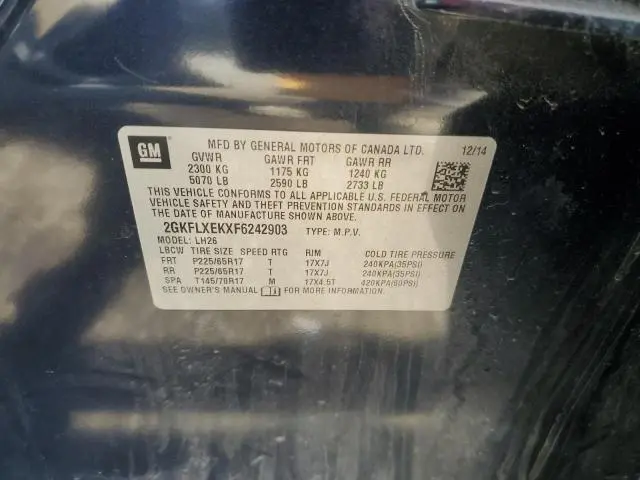 GM
MFD BY GENERAL MOTORS OF CANADA LTD. 12/14
GVWR GAWR FRT GAWR RR
2300 KG 1175 KG 1240 KG
5070 LB 2590 LB 2733 LB
THIS VEHICLE CONFORMS TO ALL APPLICABLE U.S. FEDERAL MOTOR
VEHICLE SAFETY AND THEFT PREVENTION STANDARDS IN EFFECT
ON THE DATE OF MANUFACTURE SHOWN ABOVE.
2GKFLXEKXF6242903 TYPE: M.P.V.
MODEL: LH26
LBCW TIRE SIZE SPEED RTG RIM COLD TIRE PRESSURE
FRT P225/65R17 T 17X7J 240KPA(35PSI)
RR P225/65R17 T 17X7J 240KPA(35PSI)
SPA T145/70R17 M 17X4.5T 420KPA(60PSI)
SEE OWNER'S MANUAL FOR MORE INFORMATION.